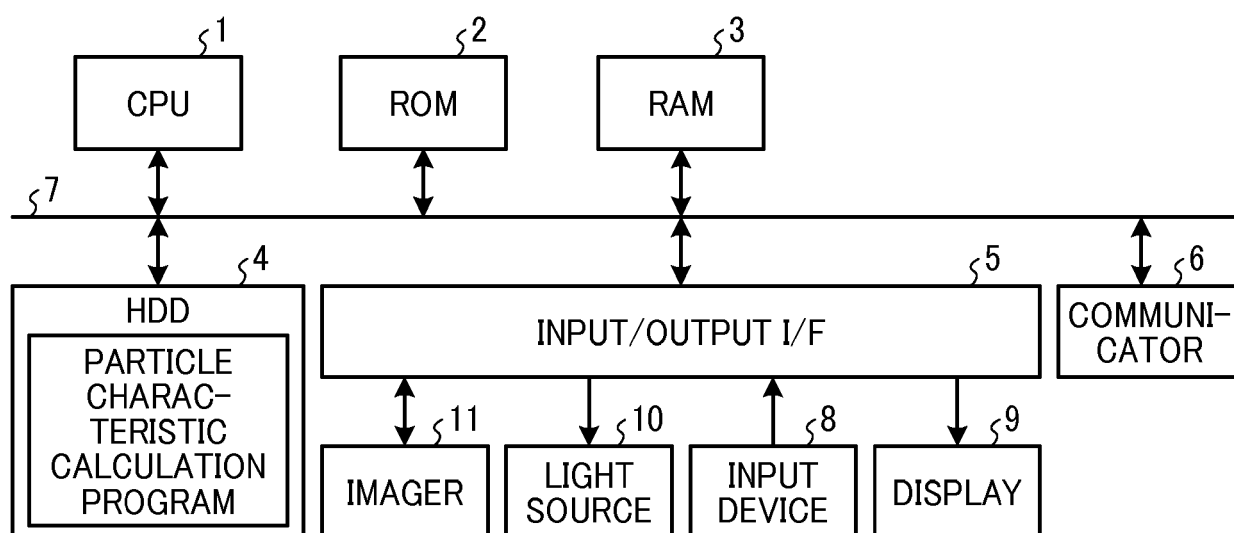 1
2
3
CPU
ROM
RAM
7
4
5
6
HDD
PARTICLE
CHARAC-
TERISTIC
CALCULATION
PROGRAM
INPUT/OUTPUT I/F
COMMUNI-
CATOR
11
10
8
9
IMAGER
LIGHT
SOURCE
INPUT
DEVICE
DISPLAY